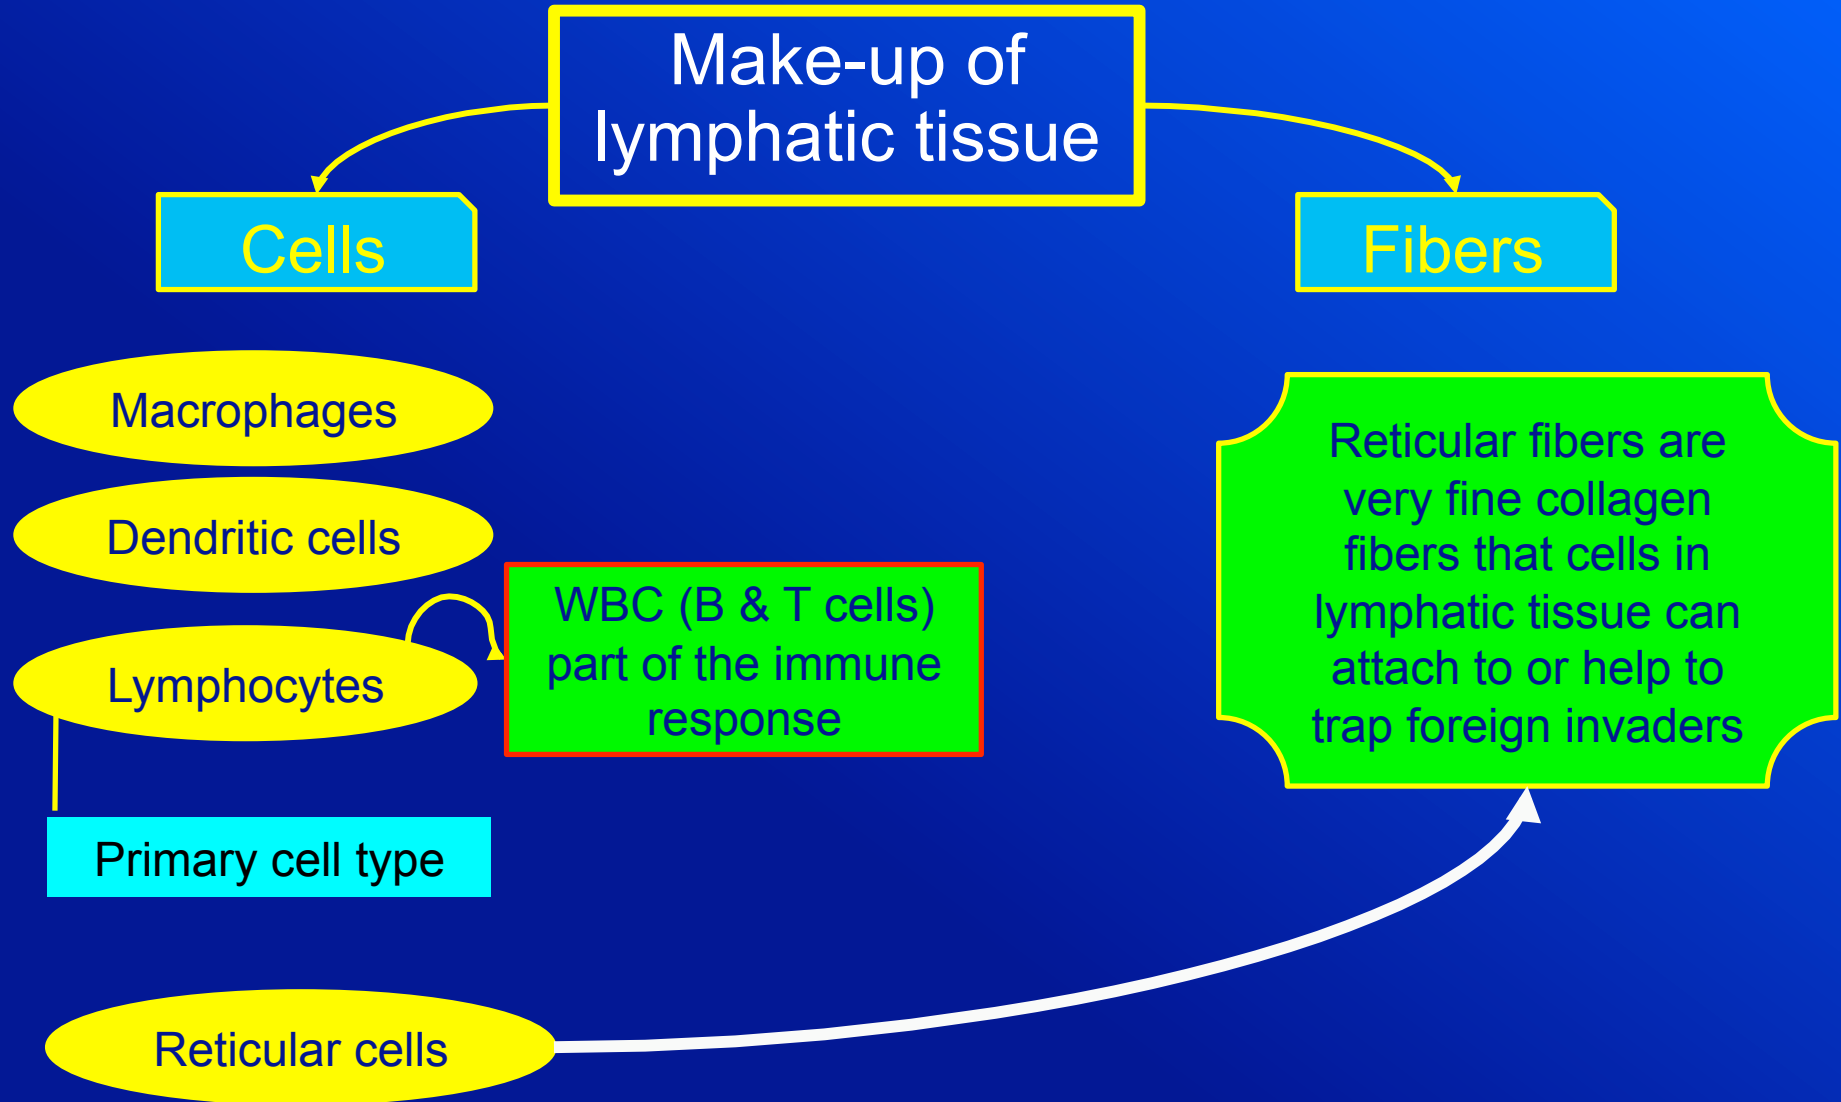 Make-up of
lymphatic tissue
Cells
Fibers
Macrophages
Dendritic cells
Lymphocytes
WBC (B & T cells)
part of the immune
response
Primary cell type
Reticular cells
Reticular fibers are
very fine collagen
fibers that cells in
lymphatic tissue can
attach to or help to
trap foreign invaders